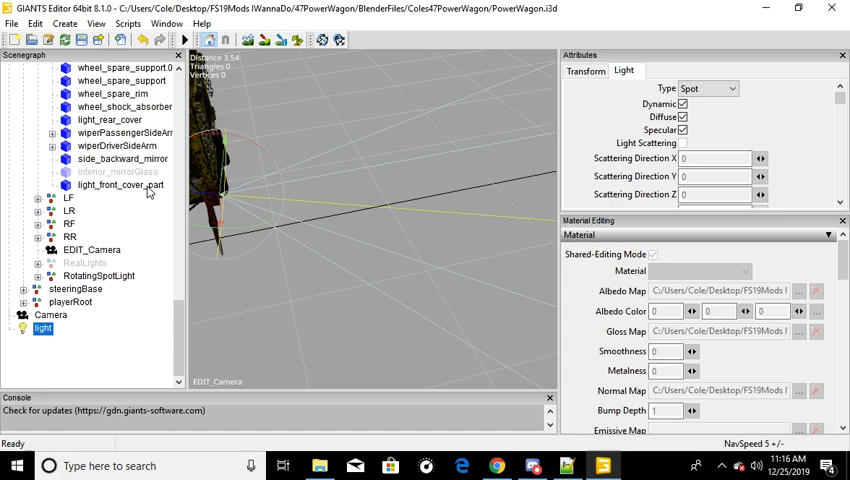 GIANTS Editor 64bit 8.1.0 - C:/Users/Cole/Desktop/FS19Mods IWannaDo/47PowerWagon/BlenderFiles/Coles47PowerWagon/PowerWagon.i3d
File Edit Create View Scripts Window Help
Scenegraph
wheel_spare_support.0
wheel_spare_support
wheel_spare_rim
wheel_shock_absorber
light_rear_cover
wiperPassengerSideArr
wiperDriverSideArm
side_backward_mirror
interior_mirrorGlass
light_front_cover_part
LF
LR
RF
RR
EDIT_Camera
RealLights
RotatingSpotLight
steeringBase
playerRoot
Camera
light
Distance 3.54
Triangles 0
Vertices 0
EDIT_Camera
Attributes
Transform Light
Type Spot
Dynamic
Diffuse
Specular
Light Scattering
Scattering Direction X 0
Scattering Direction Y 0
Scattering Direction Z 0
Material Editing
Material
Shared-Editing Mode
Material
Albedo Map C:/Users/Cole/Desktop/FS19Mods I ...
Albedo Color 0 0 0 ...
Gloss Map C:/Users/Cole/Desktop/FS19Mods I ...
Smoothness 0
Metalness 0
Normal Map C:/Users/Cole/Desktop/FS19Mods I ...
Bump Depth 1
Emissive Map
Console
Check for updates (https://gdn.giants-software.com)
Ready
NavSpeed 5 +/-
Type here to search
11:16 AM
12/25/2019
4